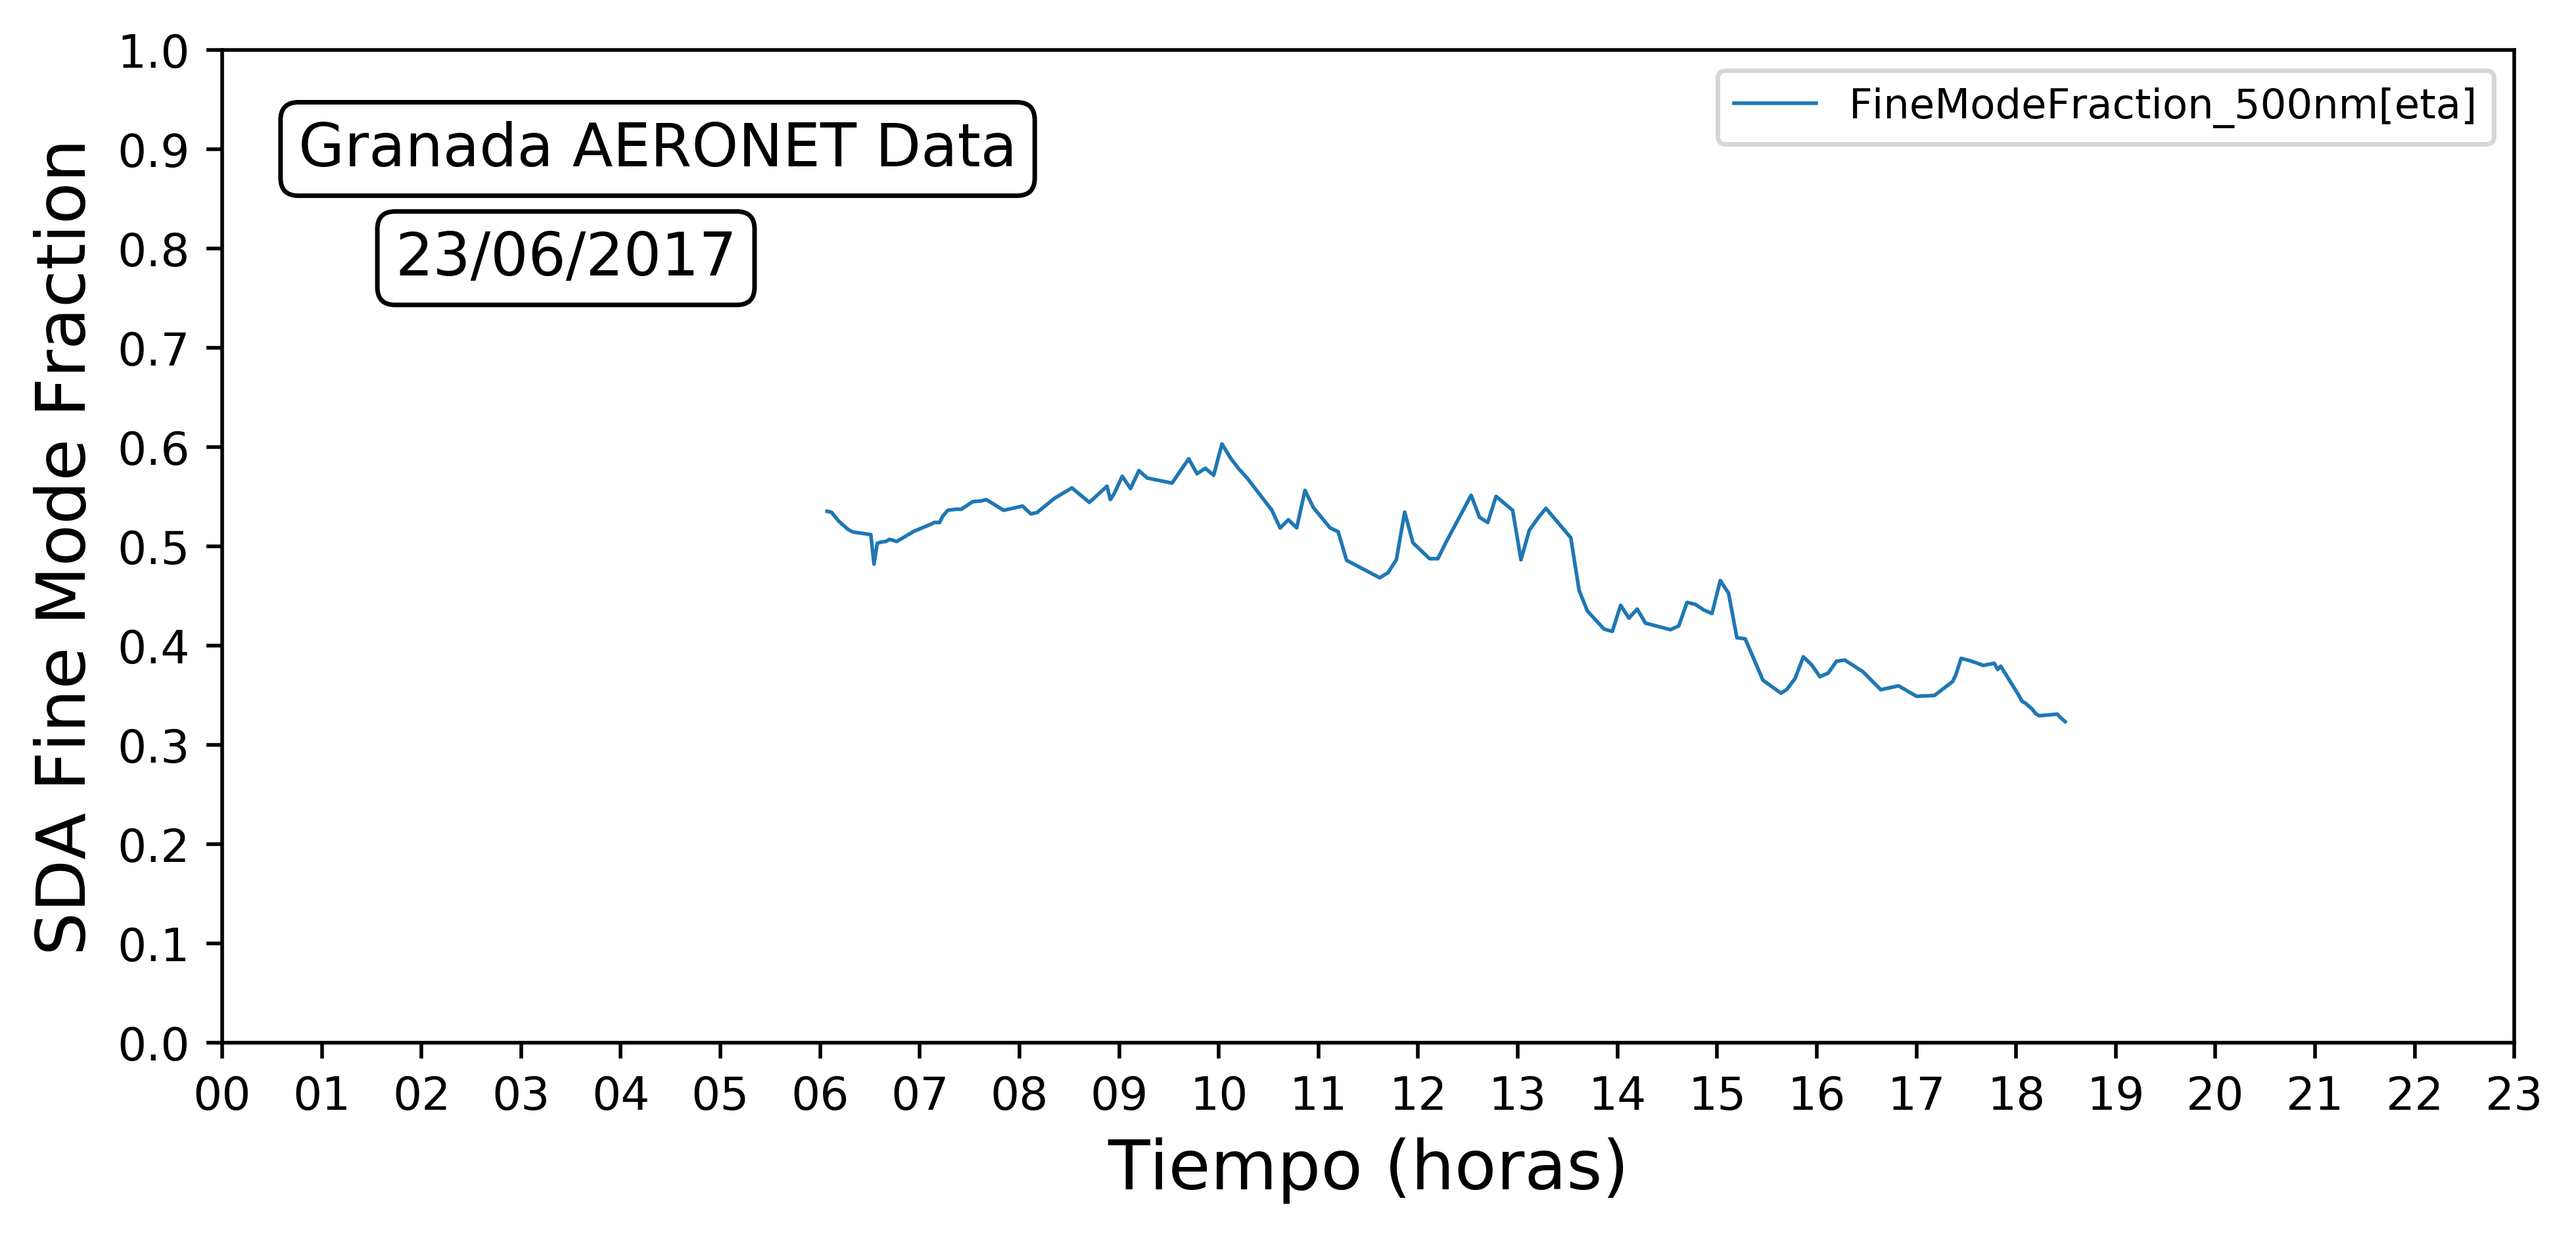 Granada AERONET Data
23/06/2017
FineModeFraction_500nm[eta]
SDA Fine Mode Fraction
1.0
0.9
0.8
0.7
0.6
0.5
0.4
0.3
0.2
0.1
0.0
00 01 02 03 04 05 06 07 08 09 10 11 12 13 14 15 16 17 18 19 20 21 22 23
Tiempo (horas)